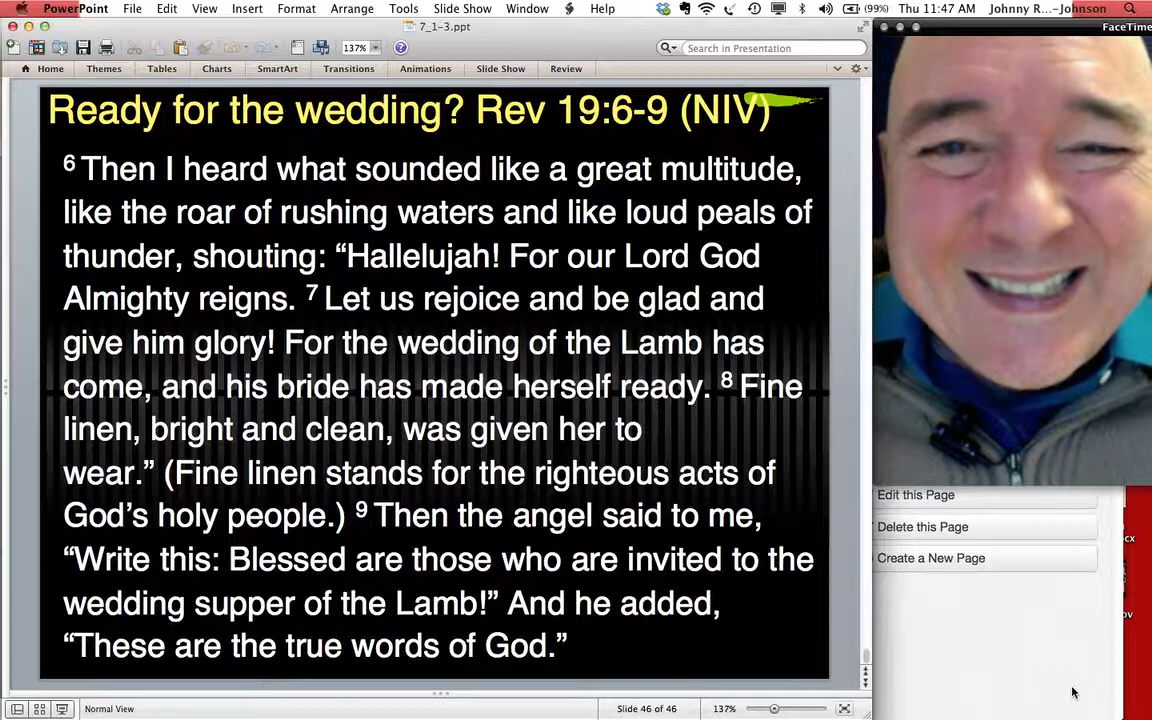 PowerPoint File Edit View Insert Format Arrange Tools Slide Show Window Help (99%) Thu 11:47 AM Johnny R...–Johnson
7_1–3.ppt
FaceTime
137% Search in Presentation
Home Themes Tables Charts SmartArt Transitions Animations Slide Show Review
Ready for the wedding? Rev 19:6-9 (NIV)
6 Then I heard what sounded like a great multitude,
like the roar of rushing waters and like loud peals of
thunder, shouting: “Hallelujah! For our Lord God
Almighty reigns. 7 Let us rejoice and be glad and
give him glory! For the wedding of the Lamb has
come, and his bride has made herself ready. 8 Fine
linen, bright and clean, was given her to
wear.” (Fine linen stands for the righteous acts of
God’s holy people.) 9 Then the angel said to me,
“Write this: Blessed are those who are invited to the
wedding supper of the Lamb!” And he added,
“These are the true words of God.”
Edit this Page
Delete this Page
Create a New Page
cx
ov
Normal View Slide 46 of 46 137%